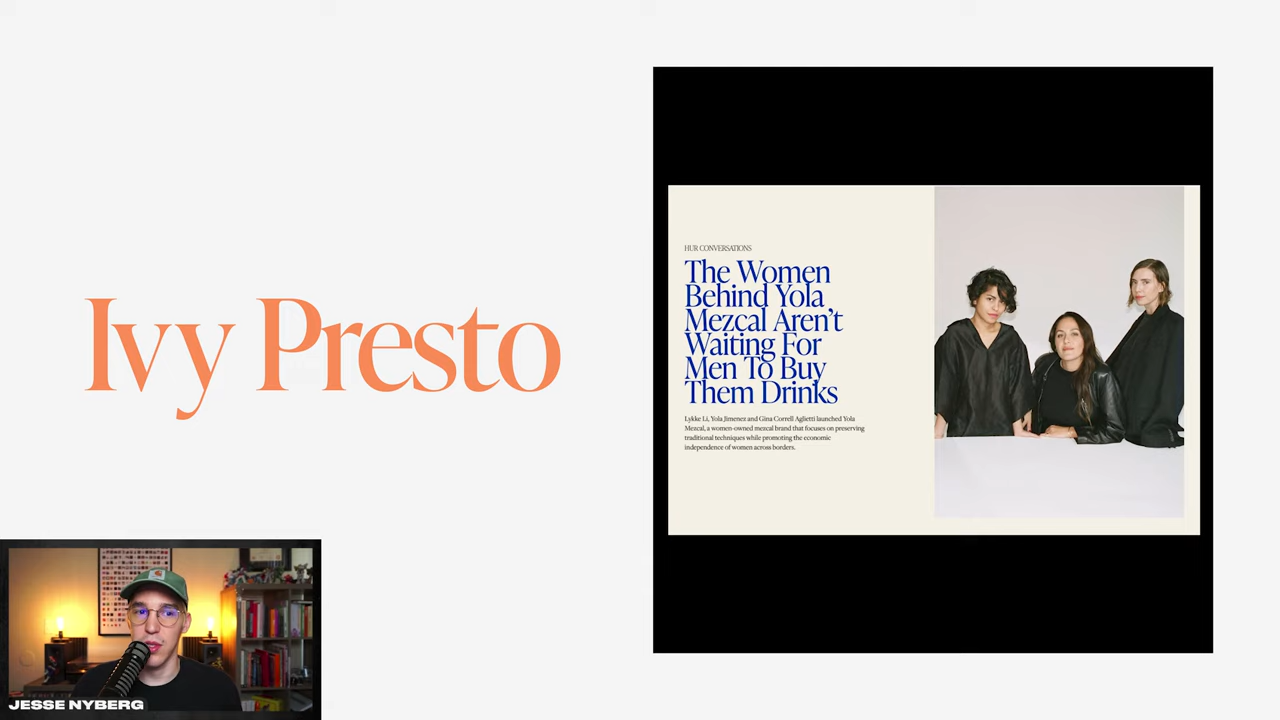 Ivy Presto
HUR CONVERSATIONS
The Women
Behind Yola
Mezcal Aren't
Waiting For
Men To Buy
Them Drinks
Lykke Li, Yola Jimenez and Gina Correll Aglietti launched Yola
Mezcal, a women-owned mezcal brand that focuses on preserving
traditional techniques while promoting the economic
independence of women across borders.
JESSE NYBERG